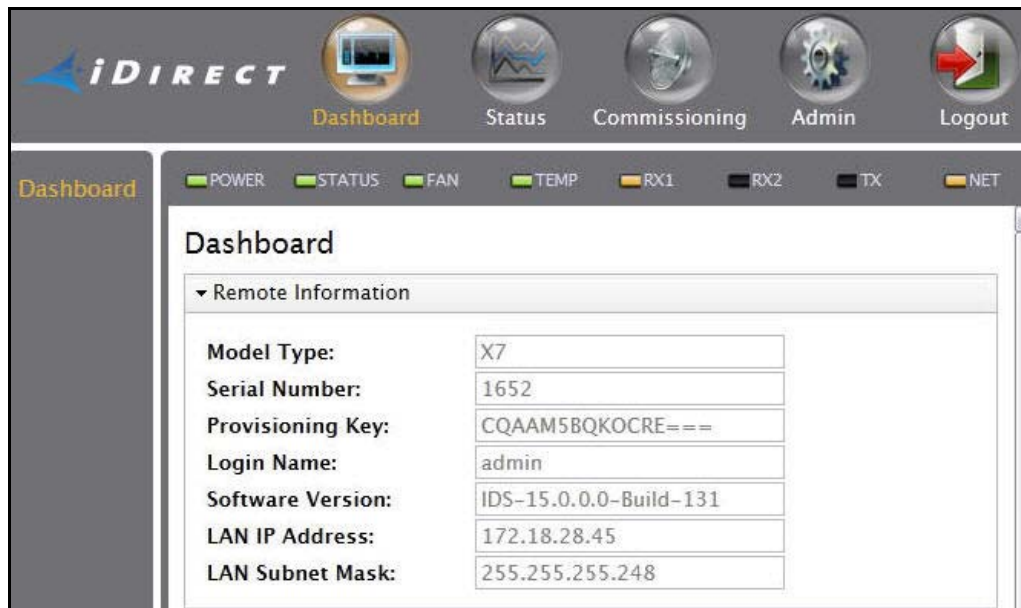 iDIRECT
Dashboard Status Commissioning Admin Logout
Dashboard
POWER STATUS FAN TEMP RX1 RX2 TX NET
Dashboard
Remote Information
Model Type: X7
Serial Number: 1652
Provisioning Key: CQAAM5BQKOCRE===
Login Name: admin
Software Version: IDS-15.0.0.0-Build-131
LAN IP Address: 172.18.28.45
LAN Subnet Mask: 255.255.255.248